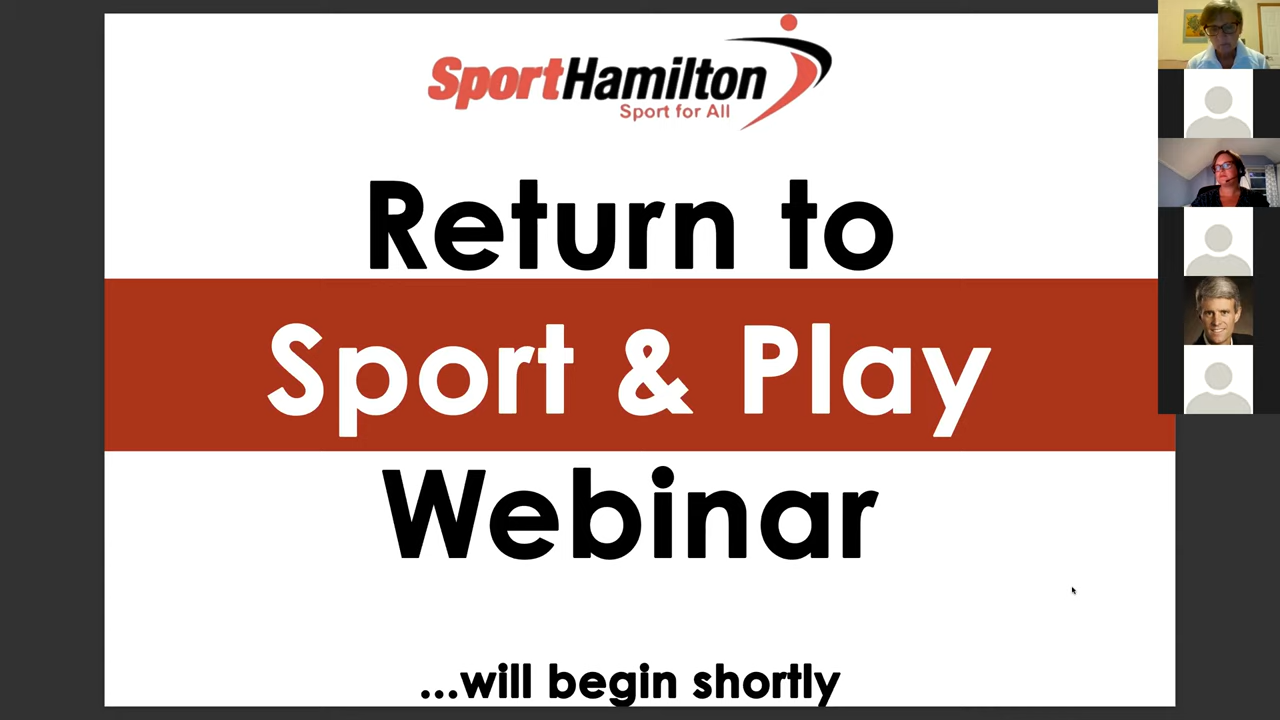 SportHamilton
Sport for All
Return to
Sport & Play
Webinar
...will begin shortly